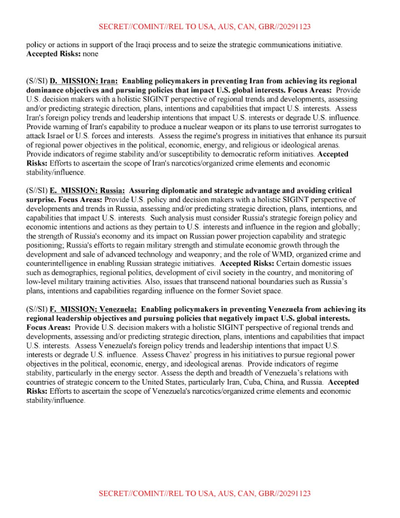 SECRET//COMINT//REL TO USA, AUS, CAN, GBR//20291123
policy or actions in support of the Iraqi process and to seize the strategic communications initiative.
Accepted Risks: none
(S//SI) D. MISSION: Iran: Enabling policymakers in preventing Iran from achieving its regional
dominance objectives and pursuing policies that impact U.S. global interests. Focus Areas: Provide
U.S. decision makers with a holistic SIGINT perspective of regional trends and developments, assessing
and/or predicting strategic direction, plans, intentions and capabilities that impact U.S. interests. Assess
Iran's foreign policy trends and leadership intentions that impact U.S. interests or degrade U.S. influence.
Provide warning of Iran's capability to produce a nuclear weapon or its plans to use terrorist surrogates to
attack Israel or U.S. forces and interests. Assess the regime's progress in initiatives that enhance its pursuit
of regional power objectives in the political, economic, energy, and religious or ideological arenas.
Provide indicators of regime stability and/or susceptibility to democratic reform initiatives. Accepted
Risks: Efforts to ascertain the scope of Iran's narcotics/organized crime elements and economic
stability/influence.
(S//SI) E. MISSION: Russia: Assuring diplomatic and strategic advantage and avoiding critical
surprise. Focus Areas: Provide U.S. policy and decision makers with a holistic SIGINT perspective of
developments and trends in Russia, assessing and/or predicting strategic direction, plans, intentions, and
capabilities that impact U.S. interests. Such analysis must consider Russia's strategic foreign policy and
economic intentions and actions as they pertain to U.S. interests and influence in the region and globally;
the strength of Russia's economy and its impact on Russian power projection capability and strategic
positioning; Russia's efforts to regain military strength and stimulate economic growth through the
development and sale of advanced technology and weaponry; and the role of WMD, organized crime and
counterintelligence in enabling Russian strategic initiatives. Accepted Risks: Certain domestic issues
such as demographics, regional politics, development of civil society in the country, and monitoring of
low-level military training activities. Also, issues that transcend national boundaries such as Russia's
plans, intentions and capabilities regarding influence on the former Soviet space.
(S//SI) F. MISSION: Venezuela: Enabling policymakers in preventing Venezuela from achieving its
regional leadership objectives and pursuing policies that negatively impact U.S. global interests.
Focus Areas: Provide U.S. decision makers with a holistic SIGINT perspective of regional trends and
developments, assessing and/or predicting strategic direction, plans, intentions and capabilities that impact
U.S. interests. Assess Venezuela's foreign policy trends and leadership intentions that impact U.S.
interests or degrade U.S. influence. Assess Chavez' progress in his initiatives to pursue regional power
objectives in the political, economic, energy, and ideological arenas. Provide indicators of regime
stability, particularly in the energy sector. Assess the depth and breadth of Venezuela's relations with
countries of strategic concern to the United States, particularly Iran, Cuba, China, and Russia. Accepted
Risks: Efforts to ascertain the scope of Venezuela's narcotics/organized crime elements and economic
stability/influence.
SECRET//COMINT//REL TO USA, AUS, CAN, GBR//20291123